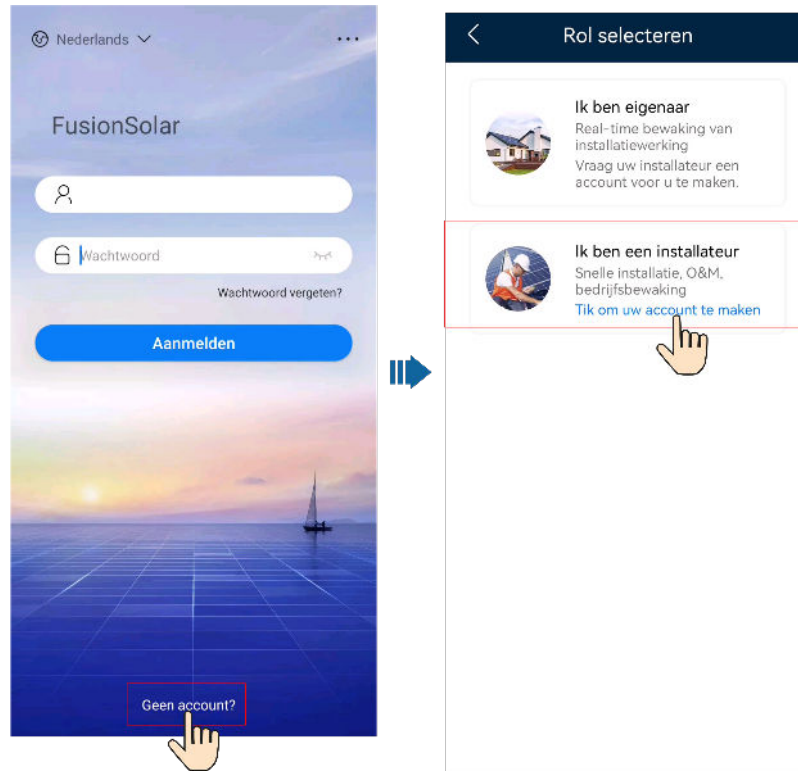 Nederlands
FusionSolar
Wachtwoord
Wachtwoord vergeten?
Aanmelden
Geen account?
Rol selecteren
Ik ben eigenaar
Real-time bewaking van
installatiewerking
Vraag uw installateur een
account voor u te maken.
Ik ben een installateur
Snelle installatie, O&M,
bedrijfsbewaking
Tik om uw account te maken